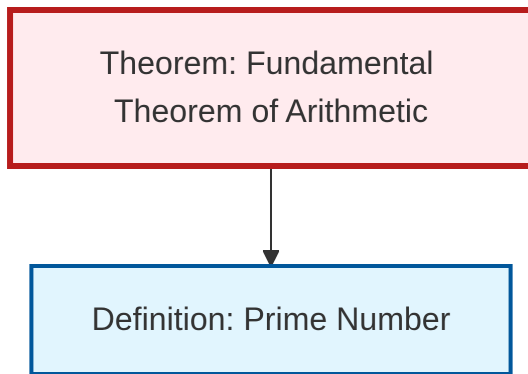 Theorem: Fundamental
Theorem of Arithmetic
Definition: Prime Number